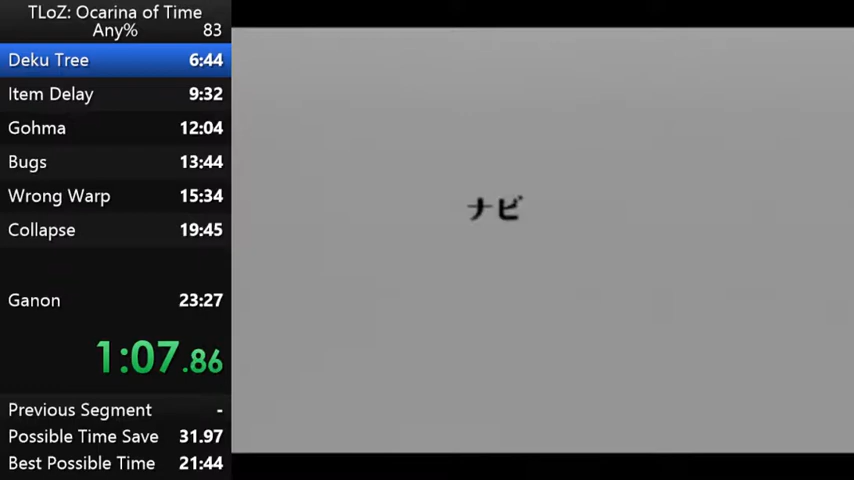 TLoZ: Ocarina of Time
Any% 83
Deku Tree 6:44
Item Delay 9:32
Gohma 12:04
Bugs 13:44
Wrong Warp 15:34
Collapse 19:45
Ganon 23:27
1:07.86
Previous Segment -
Possible Time Save 31.97
Best Possible Time 21:44
ナビ